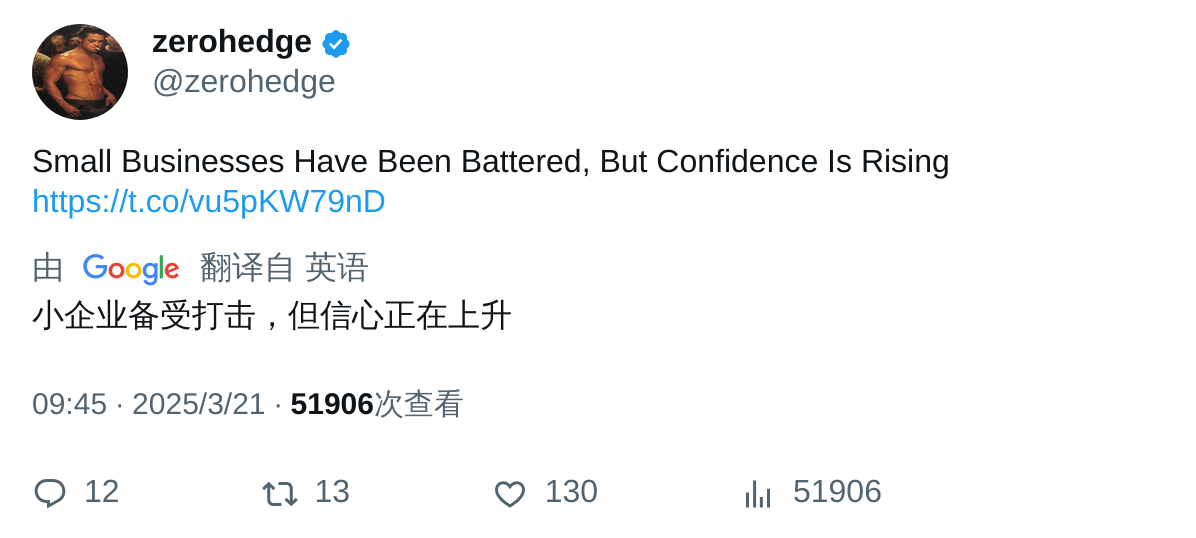 zerohedge
@zerohedge
Small Businesses Have Been Battered, But Confidence Is Rising
https://t.co/vu5pKW79nD
由 Google 翻译自 英语
小企业备受打击，但信心正在上升
09:45 · 2025/3/21 · 51906次查看
12 13 130 51906